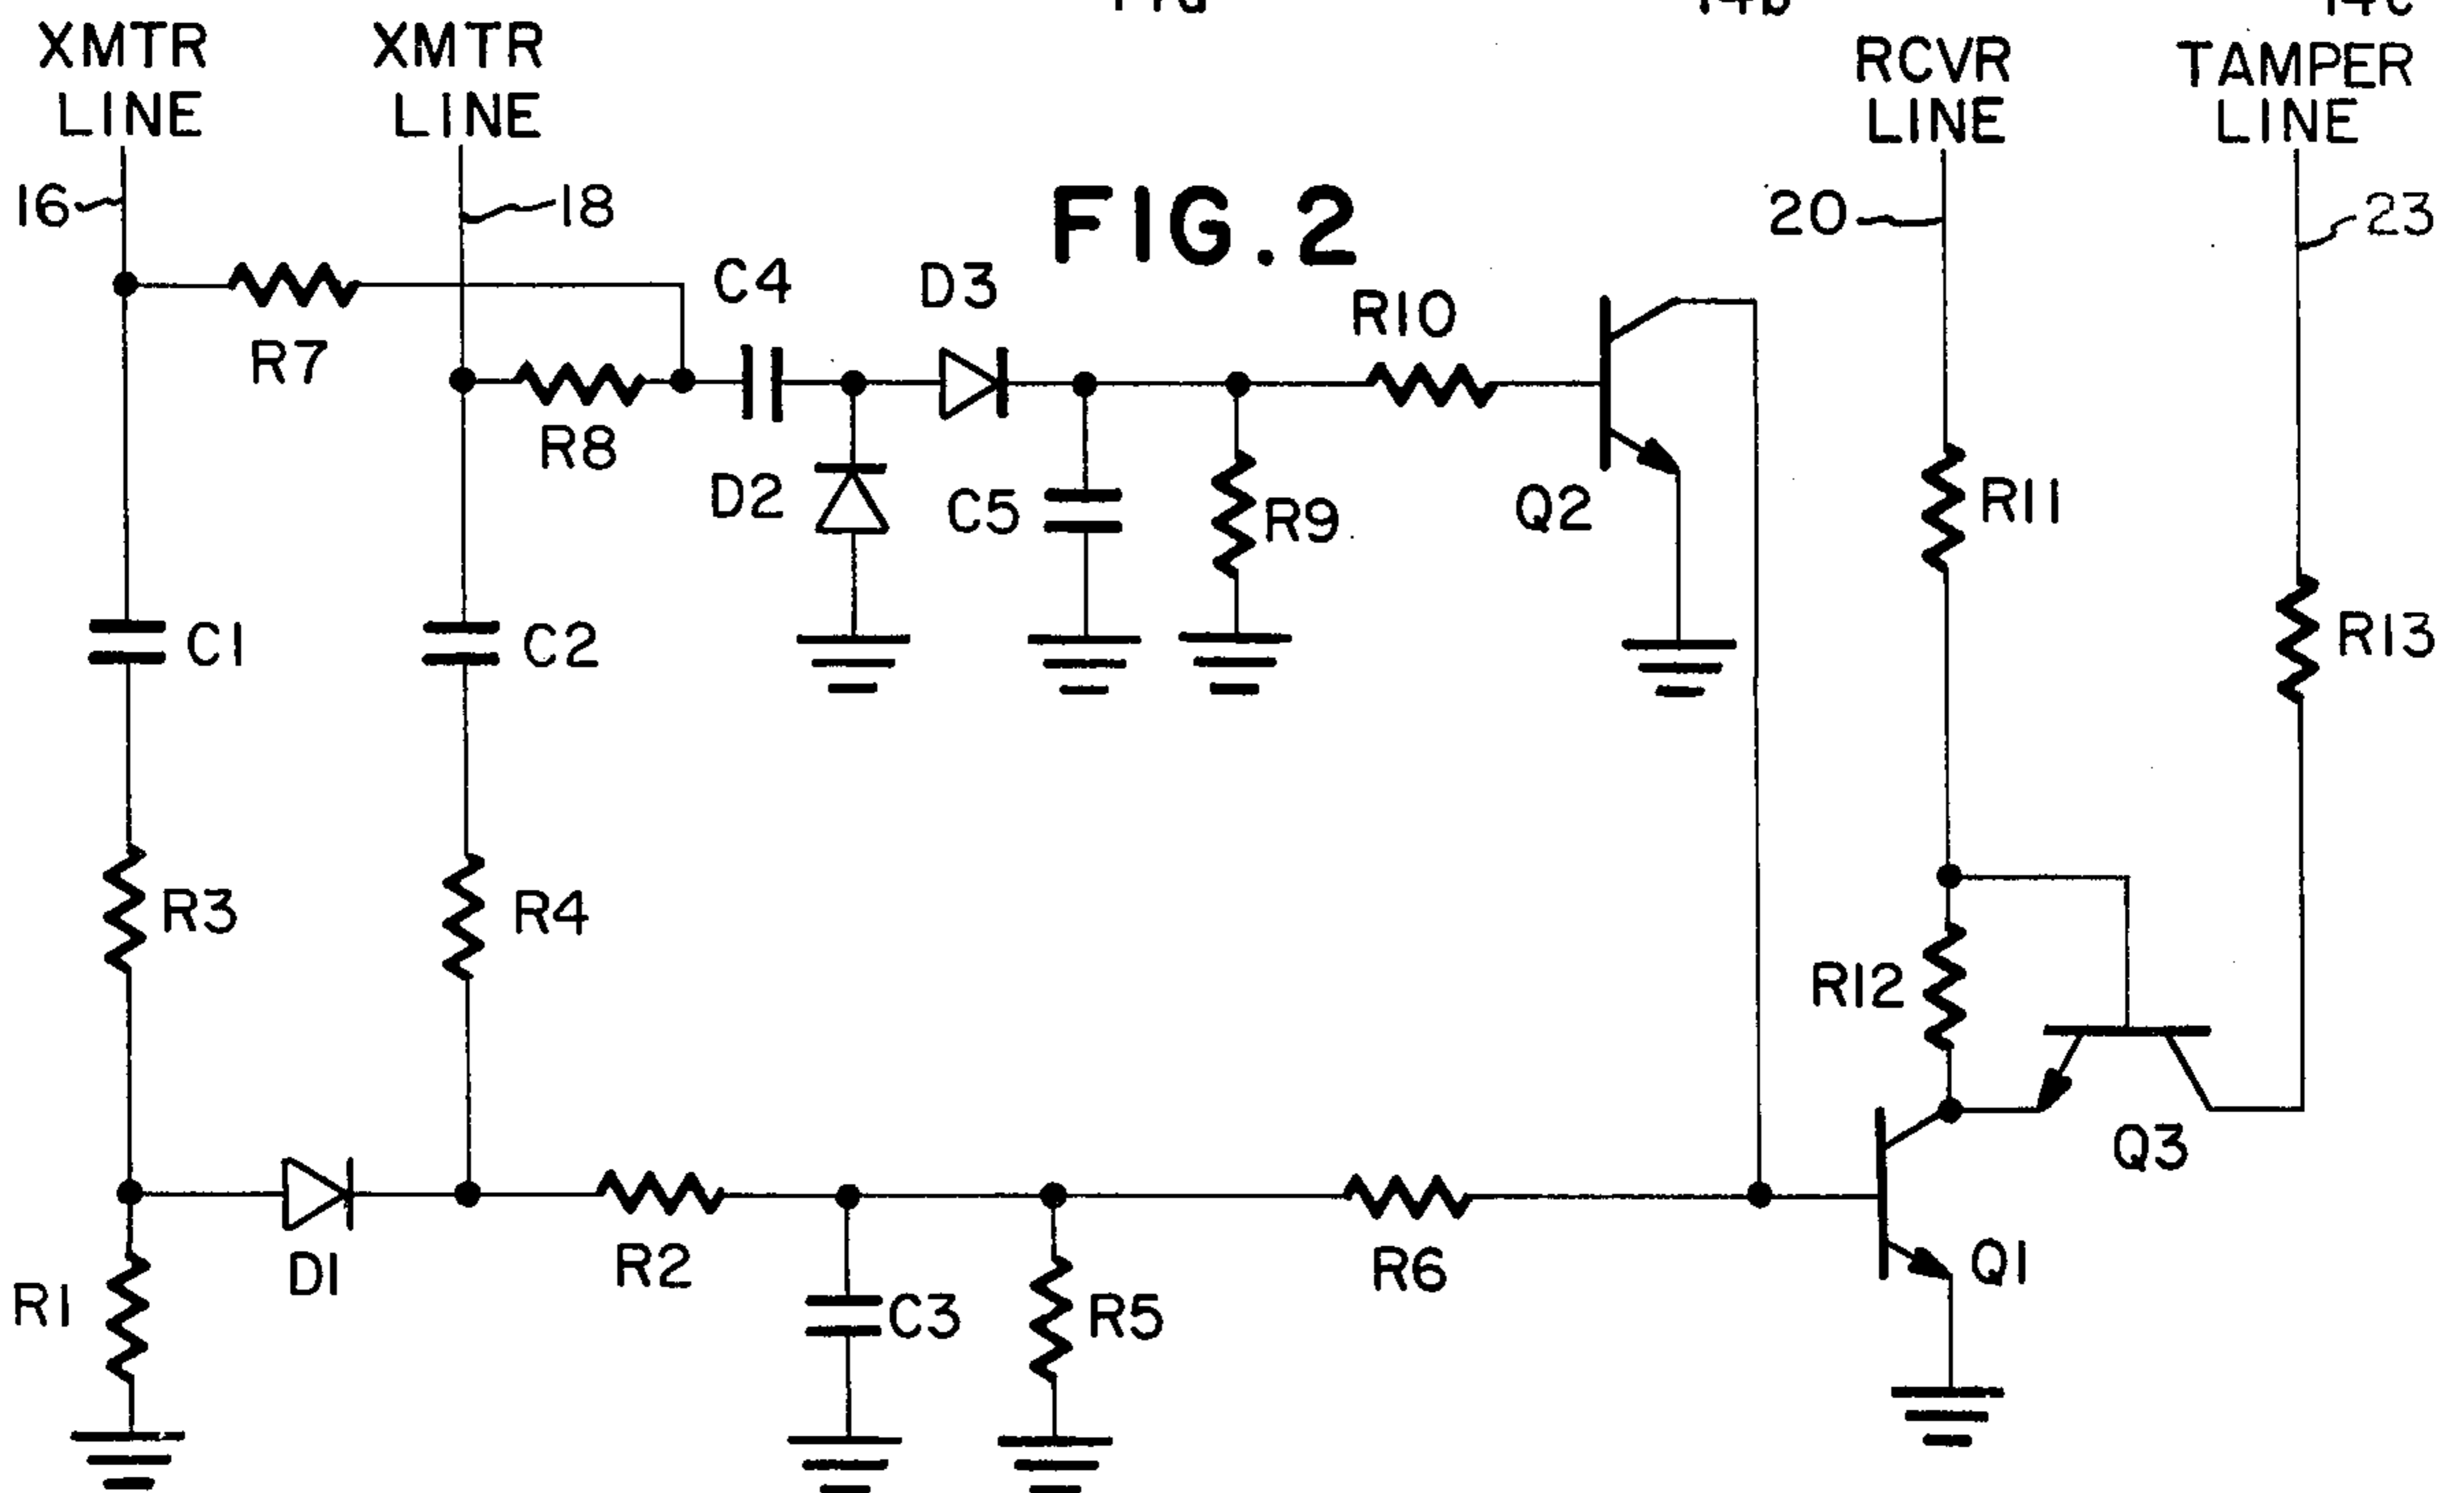 XMTR
LINE
XMTR
LINE
RCVR
LINE
TAMPER
LINE
16
18
FIG.2
20
23
R7
C4
D3
R10
R8
D2
C5
R9
Q2
R11
R13
C1
C2
R3
R4
R12
Q3
D1
R2
R6
Q1
R1
C3
R5